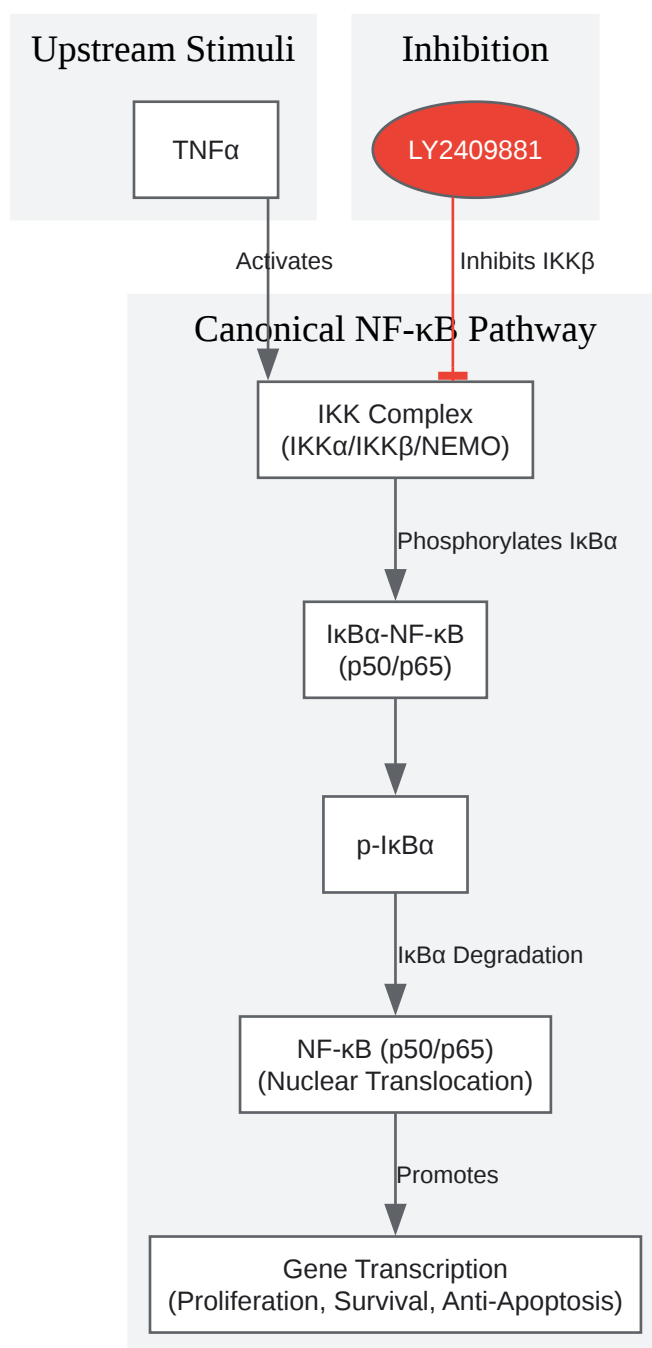 Upstream Stimuli
Inhibition
TNFα
LY2409881
Activates
Inhibits IKKβ
Canonical NF-κB Pathway
IKK Complex
(IKKα/IKKβ/NEMO)
Phosphorylates IκBα
IκBα-NF-κB
(p50/p65)
p-IκBα
IκBα Degradation
NF-κB (p50/p65)
(Nuclear Translocation)
Promotes
Gene Transcription
(Proliferation, Survival, Anti-Apoptosis)